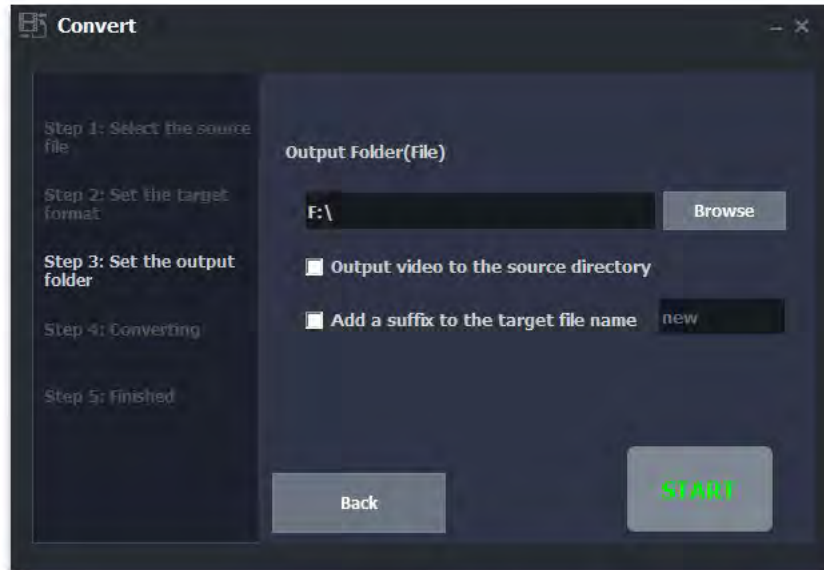 Convert
Step 1: Select the source
file
Step 2: Set the target
format
Step 3: Set the output
folder
Step 4: Converting
Step 5: Finished
Output Folder(File)
F:\
Browse
Output video to the source directory
Add a suffix to the target file name
new
Back
START